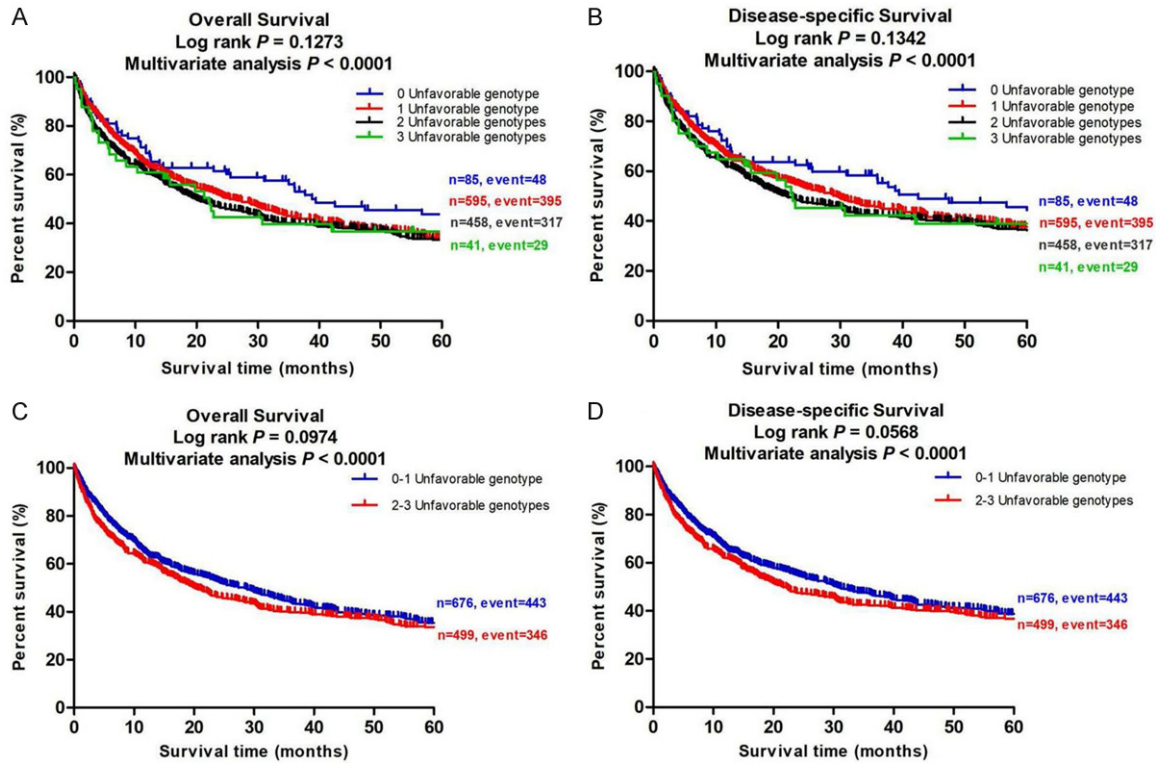 A
Overall Survival
Log rank P = 0.1273
Multivariate analysis P < 0.0001
Percent survival (%)
100
80
60
40
20
0
0 Unfavorable genotype
1 Unfavorable genotype
2 Unfavorable genotypes
3 Unfavorable genotypes
n=85, event=48
n=595, event=395
n=458, event=317
n=41, event=29
0 10 20 30 40 50 60
Survival time (months)
B
Disease-specific Survival
Log rank P = 0.1342
Multivariate analysis P < 0.0001
Percent survival (%)
100
80
60
40
20
0
0 Unfavorable genotype
1 Unfavorable genotype
2 Unfavorable genotypes
3 Unfavorable genotypes
n=85, event=48
n=595, event=395
n=458, event=317
n=41, event=29
0 10 20 30 40 50 60
Survival time (months)
C
Overall Survival
Log rank P = 0.0974
Multivariate analysis P < 0.0001
Percent survival (%)
100
80
60
40
20
0
0-1 Unfavorable genotype
2-3 Unfavorable genotypes
n=676, event=443
n=499, event=346
0 10 20 30 40 50 60
Survival time (months)
D
Disease-specific Survival
Log rank P = 0.0568
Multivariate analysis P < 0.0001
Percent survival (%)
100
80
60
40
20
0
0-1 Unfavorable genotype
2-3 Unfavorable genotypes
n=676, event=443
n=499, event=346
0 10 20 30 40 50 60
Survival time (months)